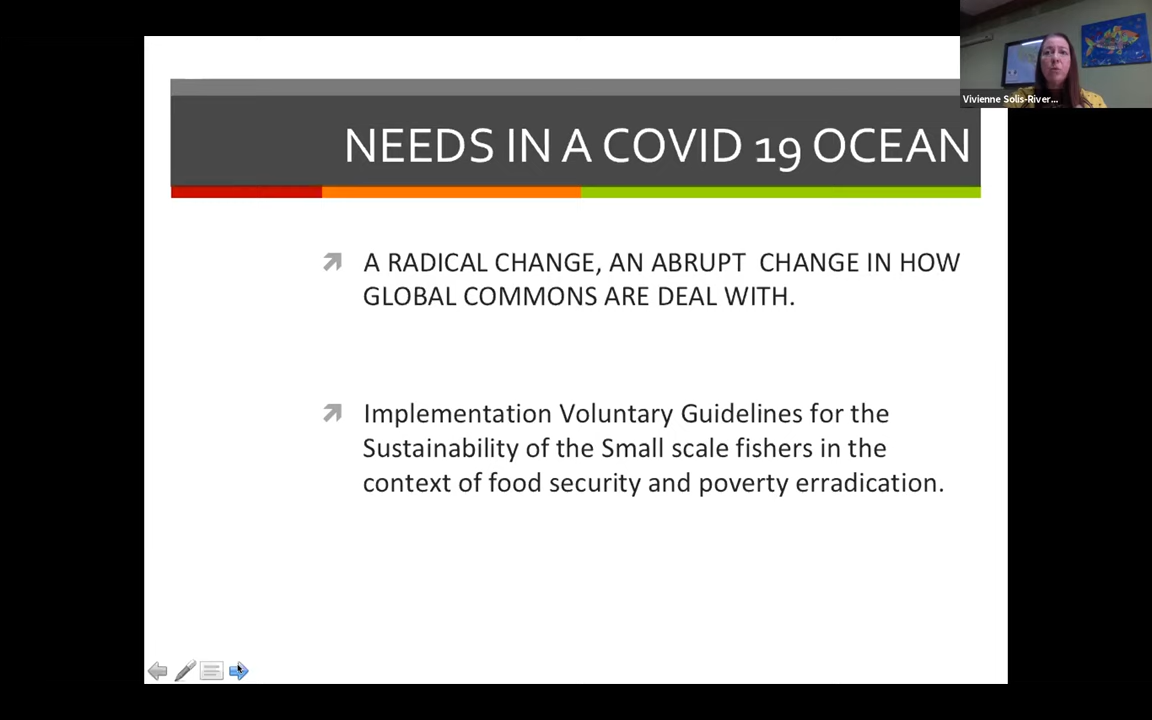 NEEDS IN A COVID 19 OCEAN
Vivienne Solis-River...
A RADICAL CHANGE, AN ABRUPT CHANGE IN HOW
GLOBAL COMMONS ARE DEAL WITH.
Implementation Voluntary Guidelines for the
Sustainability of the Small scale fishers in the
context of food security and poverty erradication.